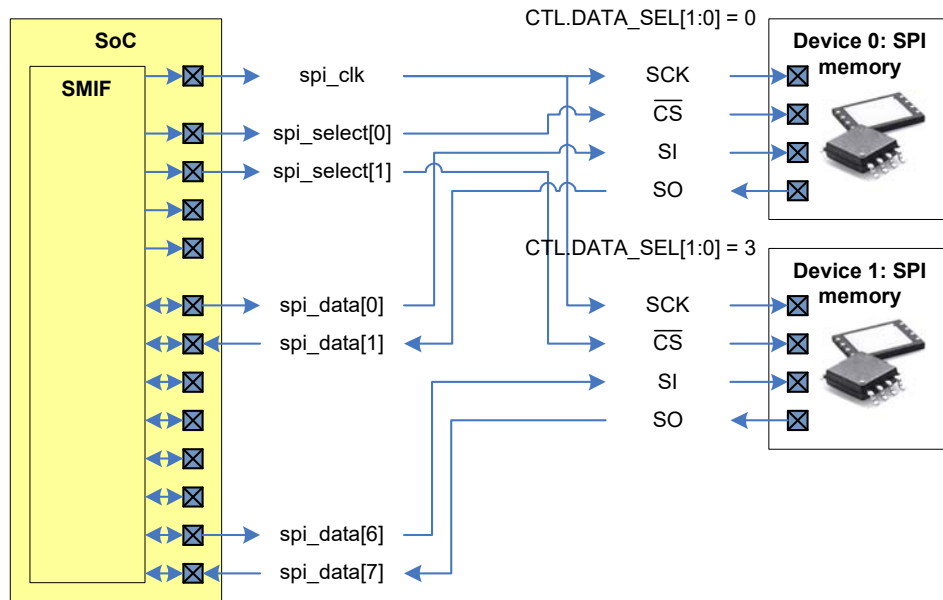 CTL.DATA_SEL[1:0] = 0
SoC
SMIF
Device 0: SPI
memory
spi_clk
SCK
spi_select[0]
CS
spi_select[1]
SI
SO
CTL.DATA_SEL[1:0] = 3
Device 1: SPI
memory
spi_data[0]
SCK
spi_data[1]
CS
SI
SO
spi_data[6]
spi_data[7]